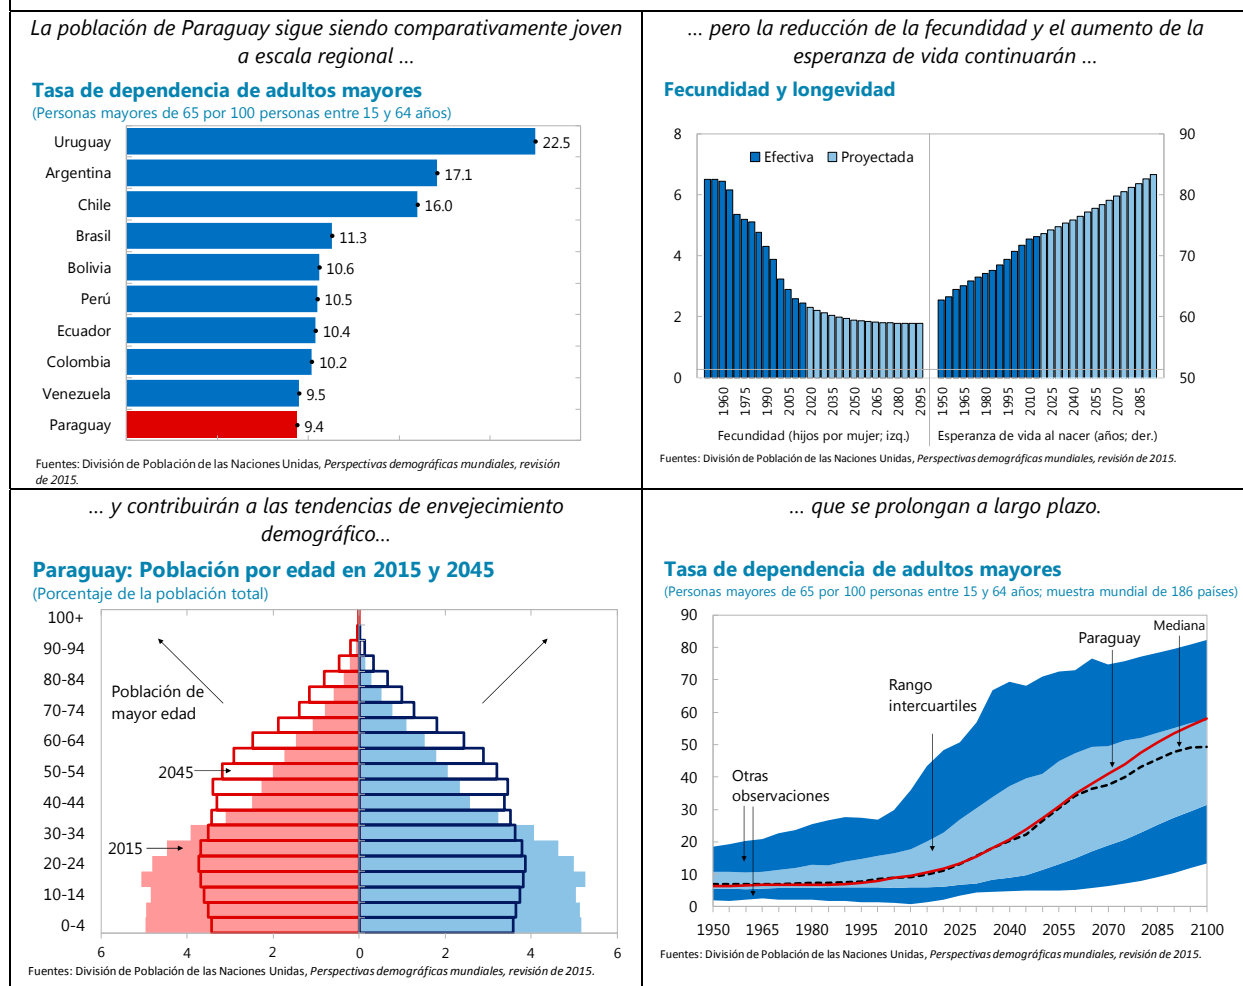 La población de Paraguay sigue siendo comparativamente joven
a escala regional ...
Tasa de dependencia de adultos mayores
(Personas mayores de 65 por 100 personas entre 15 y 64 años)
Uruguay 22.5
Argentina 17.1
Chile 16.0
Brasil 11.3
Bolivia 10.6
Perú 10.5
Ecuador 10.4
Colombia 10.2
Venezuela 9.5
Paraguay 9.4
Fuentes: División de Población de las Naciones Unidas, Perspectivas demográficas mundiales, revisión
de 2015.
... pero la reducción de la fecundidad y el aumento de la
esperanza de vida continuarán ...
Fecundidad y longevidad
8 90
Efectiva Proyectada
6 80
4 70
2 60
0 50
1960 1975 1990 2005 2020 2035 2050 2065 2080 2095 1950 1965 1980 1995 2010 2025 2040 2055 2070 2085
Fecundidad (hijos por mujer; izq.) Esperanza de vida al nacer (años; der.)
Fuentes: División de Población de las Naciones Unidas, Perspectivas demográficas mundiales, revisión de 2015.
... y contribuirán a las tendencias de envejecimiento
demográfico...
Paraguay: Población por edad en 2015 y 2045
(Porcentaje de la población total)
100+
90-94
80-84
Población de
mayor edad
70-74
60-64
2045
50-54
40-44
30-34
2015
20-24
10-14
0-4
6 4 2 0 2 4 6
Fuentes: División de Población de las Naciones Unidas, Perspectivas demográficas mundiales, revisión de 2015.
... que se prolongan a largo plazo.
Tasa de dependencia de adultos mayores
(Personas mayores de 65 por 100 personas entre 15 y 64 años; muestra mundial de 186 países)
90
Mediana
Paraguay
80
70
Rango
intercuartiles
60
50
40
Otras
observaciones
30
20
10
0
1950 1965 1980 1995 2010 2025 2040 2055 2070 2085 2100
Fuentes: División de Población de las Naciones Unidas, Perspectivas demográficas mundiales, revisión de 2015.